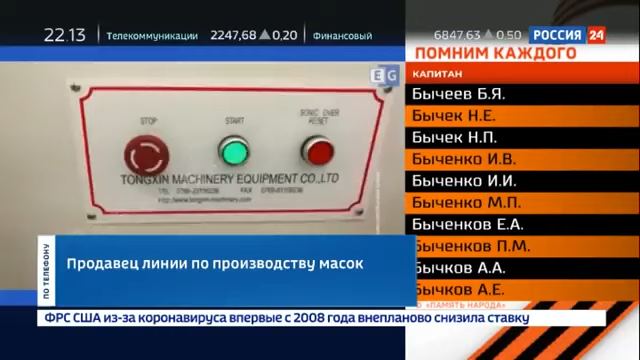 22.13 Телекоммуникации 2247,68 0,20 Финансовый 6847.63 0.50 РОССИЯ 24
ПОМНИМ КАЖДОГО
КАПИТАН
Бычеев Б.Я.
Бычек Н.Е.
Бычек Н.П.
Быченко И.В.
Быченко И.И.
Быченко М.П.
Быченков Е.А.
Быченков П.М.
Бычков А.А.
Бычков А.Е.
«ПАМЯТЬ НАРОДА»
EG
STOP START SONIC OVER
RESET
TONGXIN MACHINERY EQUIPMENT CO.,LTD
ПО ТЕЛЕФОНУ
Продавец линии по производству масок
ФРС США из-за коронавируса впервые с 2008 года внепланово снизила ставку